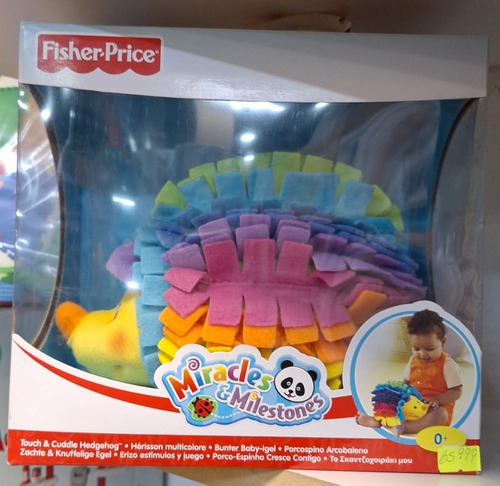 Fisher-Price
Miracles
& Milestones
Touch & Cuddle Hedgehog™ • Hérisson multicolore • Bunter Baby-Igel • Porcospino Arcobaleno
Zachte & Knuffelige Egel • Erizo estímulos y juego • Porco-Espinho Cresce Contigo • Το Σκαντζοχοιράκι μου
0+